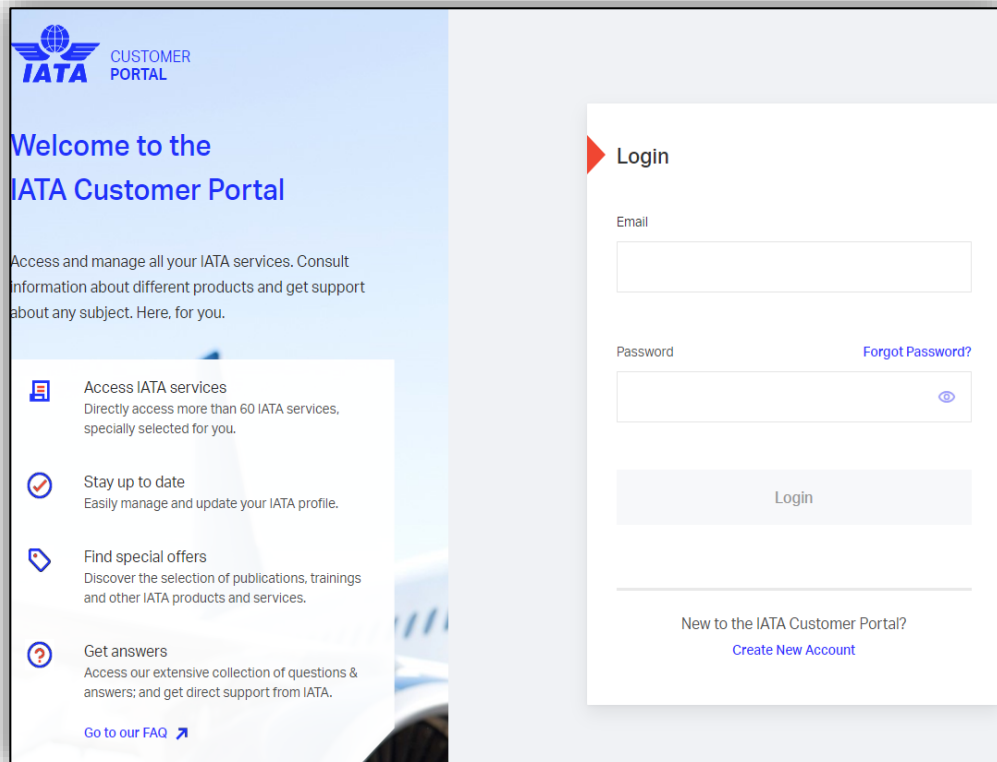 IATA
CUSTOMER
PORTAL
Welcome to the
IATA Customer Portal
Access and manage all your IATA services. Consult
information about different products and get support
about any subject. Here, for you.
Access IATA services
Directly access more than 60 IATA services,
specially selected for you.
Stay up to date
Easily manage and update your IATA profile.
Find special offers
Discover the selection of publications, trainings
and other IATA products and services.
Get answers
Access our extensive collection of questions &
answers; and get direct support from IATA.
Go to our FAQ
Login
Email
Password
Forgot Password?
Login
New to the IATA Customer Portal?
Create New Account